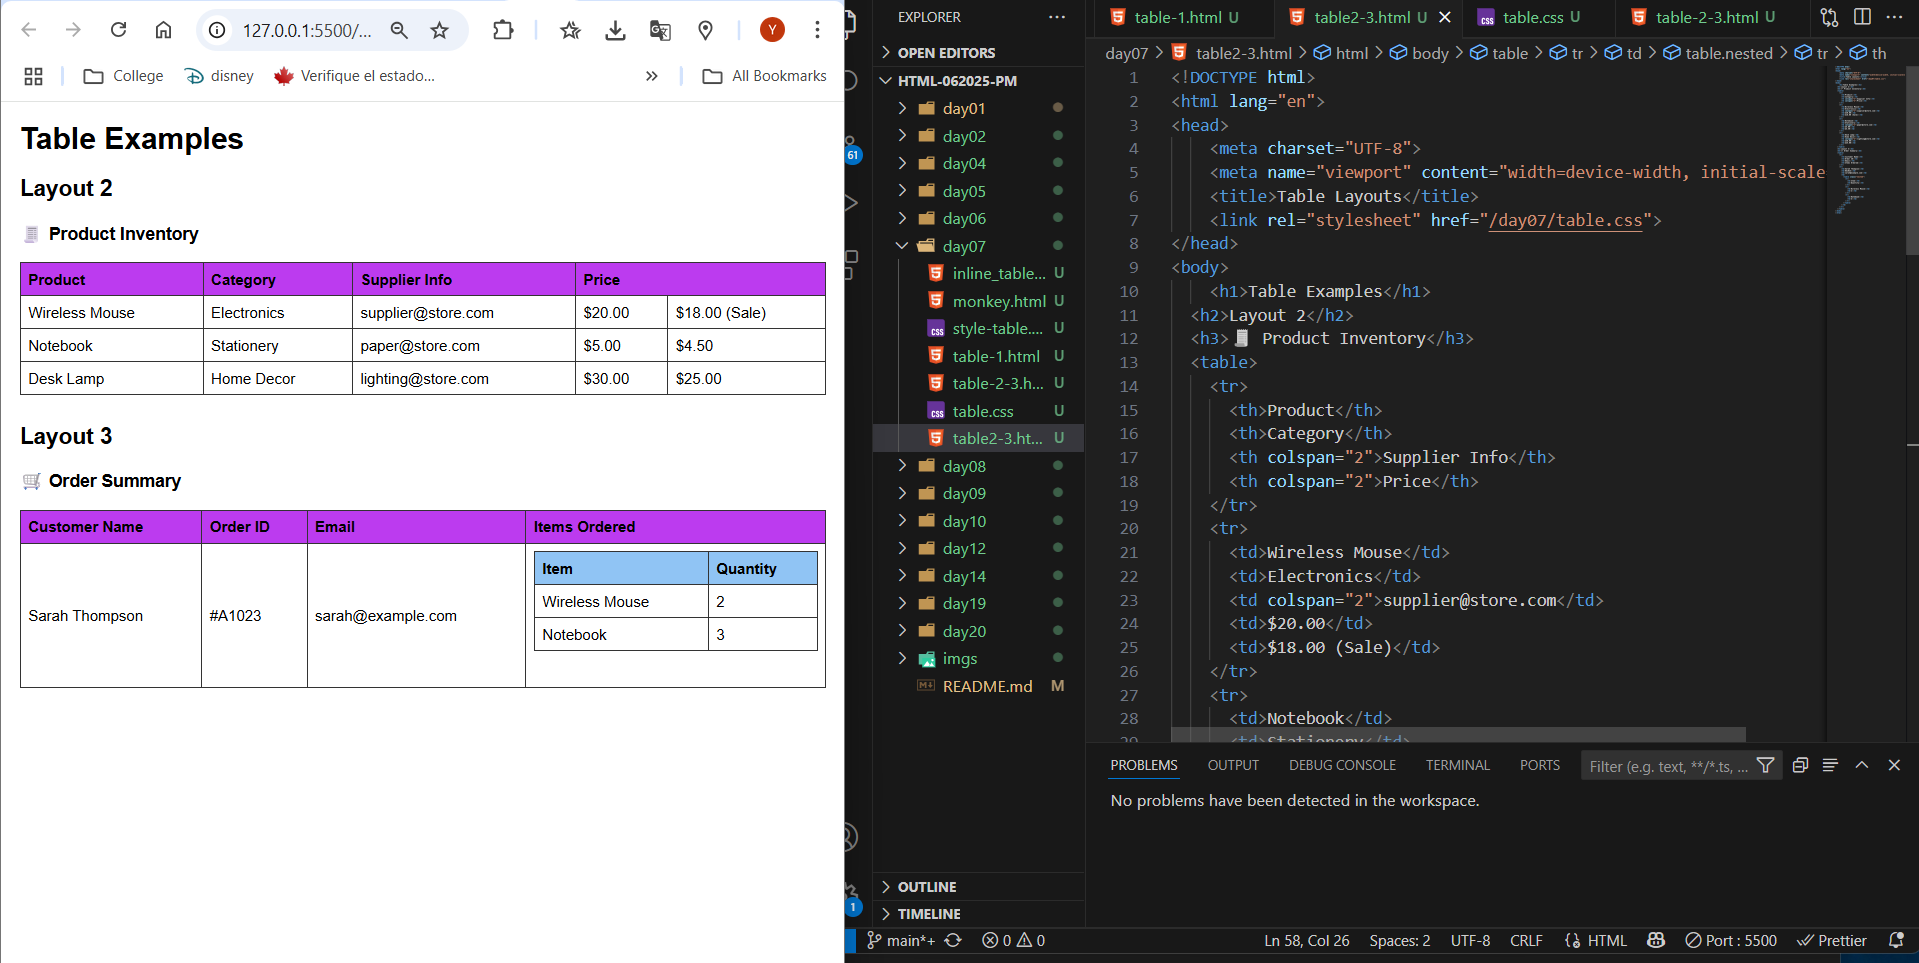 127.0.0.1:5500/...
Y
College
disney
Verifique el estado...
»
All Bookmarks
Table Examples
Layout 2
Product Inventory
Product Category Supplier Info Price
Wireless Mouse Electronics supplier@store.com $20.00 $18.00 (Sale)
Notebook Stationery paper@store.com $5.00 $4.50
Desk Lamp Home Decor lighting@store.com $30.00 $25.00
Layout 3
Order Summary
Customer Name Order ID Email Items Ordered
Item Quantity
Wireless Mouse 2
Sarah Thompson #A1023 sarah@example.com
Notebook 3
61
1
EXPLORER
OPEN EDITORS
HTML-062025-PM
day01
day02
day04
day05
day06
day07
inline_table... U
monkey.html U
style-table.... U
table-1.html U
table-2-3.h... U
table.css U
table2-3.ht... U
day08
day09
day10
day12
day14
day19
day20
imgs
README.md M
OUTLINE
TIMELINE
table-1.html U table2-3.html U table.css U table-2-3.html U
day07 > table2-3.html > html > body > table > tr > td > table.nested > tr > th
1 <!DOCTYPE html>
2 <html lang="en">
3 <head>
4 <meta charset="UTF-8">
5 <meta name="viewport" content="width=device-width, initial-scale
6 <title>Table Layouts</title>
7 <link rel="stylesheet" href="/day07/table.css">
8 </head>
9 <body>
10 <h1>Table Examples</h1>
11 <h2>Layout 2</h2>
12 <h3>🧾 Product Inventory</h3>
13 <table>
14 <tr>
15 <th>Product</th>
16 <th>Category</th>
17 <th colspan="2">Supplier Info</th>
18 <th colspan="2">Price</th>
19 </tr>
20 <tr>
21 <td>Wireless Mouse</td>
22 <td>Electronics</td>
23 <td colspan="2">supplier@store.com</td>
24 <td>$20.00</td>
25 <td>$18.00 (Sale)</td>
26 </tr>
27 <tr>
28 <td>Notebook</td>
29 <td>Stationery</td>
PROBLEMS OUTPUT DEBUG CONSOLE TERMINAL PORTS Filter (e.g. text, **/*.ts, ...
No problems have been detected in the workspace.
main*+ 0 0 Ln 58, Col 26 Spaces: 2 UTF-8 CRLF HTML Port : 5500 Prettier